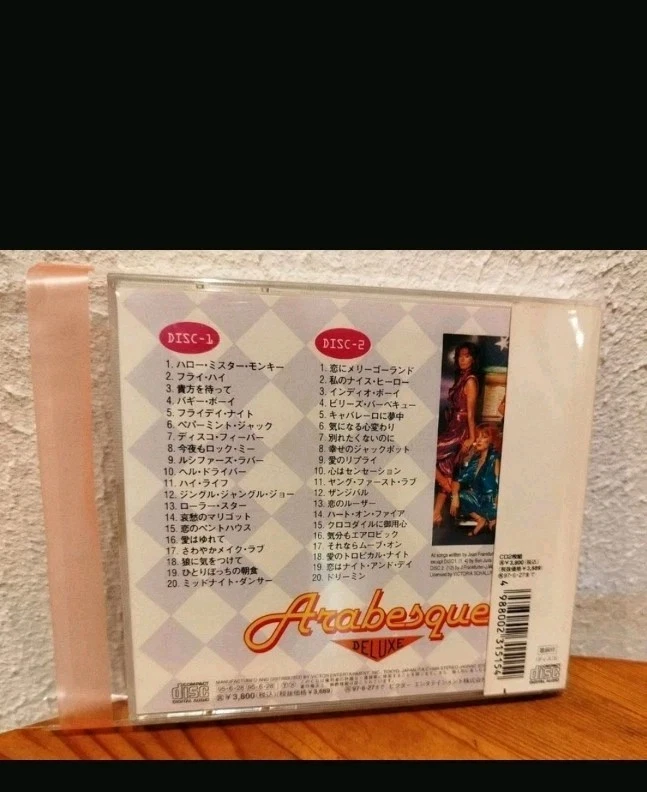 DISC-1
1. ハロー・ミスター・モンキー
2. フライ・ハイ
3. 貴方を待って
4. バギー・ボーイ
5. フライデイ・ナイト
6. ペパーミント・ジャック
7. ディスコ・フィーバー
8. 今夜もロック・ミー
9. ルシファーズ・ラバー
10. ヘル・ドライバー
11. ハイ・ライフ
12. ジングル・ジャングル・ジョー
13. ローラー・スター
14. 哀愁のマリゴット
15. 恋のペントハウス
16. 愛はゆれて
17. さわやかメイク・ラブ
18. 狼に気をつけて
19. ひとりぼっちの朝食
20. ミッドナイト・ダンサー
DISC-2
1. 恋にメリーゴーランド
2. 私のナイス・ヒーロー
3. インディオ・ボーイ
4. ビリーズ・バーベキュー
5. キャバレーロに夢中
6. 気になる心変わり
7. 別れたくないのに
8. 幸せのジャックポット
9. 愛のリプライ
10. 心はセンセーション
11. ヤング・ファースト・ラブ
12. ザンジバル
13. 恋のルーザー
14. ハート・オン・ファイア
15. クロコダイルに御用心
16. 気分もエアロビック
17. それならムーブ・オン
18. 愛のトロピカル・ナイト
19. 恋はナイト・アンド・デイ
20. ドリーミン
Arabesque
DELUXE
COMPACT
disc
DIGITAL AUDIO
4 988002 315154